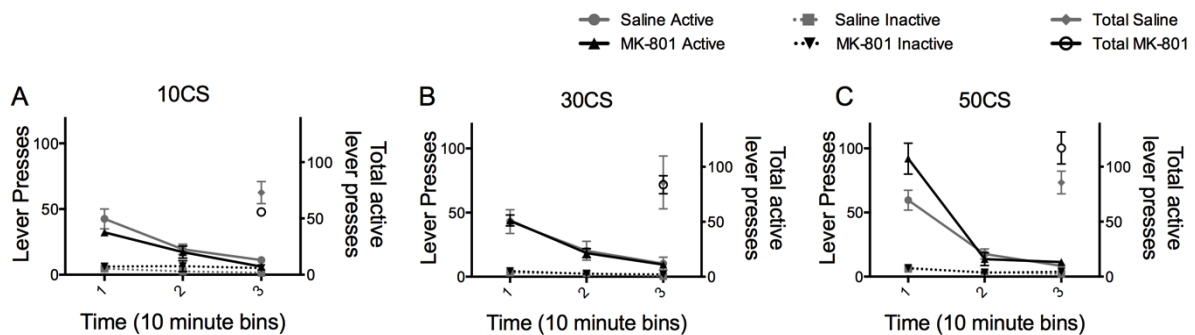 Saline Active Saline Inactive Total Saline
MK-801 Active MK-801 Inactive Total MK-801
A 10CS
B 30CS
C 50CS
Lever Presses
100
50
0
Total active
lever presses
100
50
0
1 2 3
Time (10 minute bins)
Lever Presses
100
50
0
Total active
lever presses
100
50
0
1 2 3
Time (10 minute bins)
Lever Presses
100
50
0
Total active
lever presses
100
50
0
1 2 3
Time (10 minute bins)